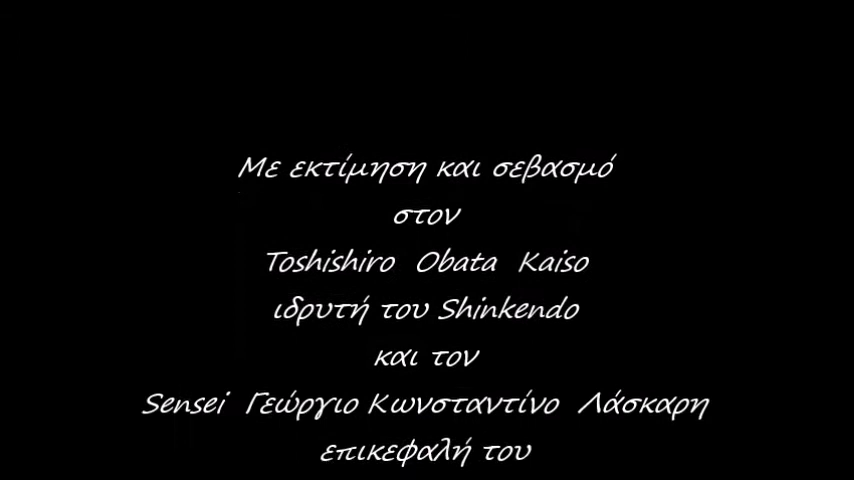 Με εκτίμηση και σεβασμό
στον
Toshishiro Obata Kaiso
ιδρυτή του Shinkendo
και τον
Sensei Γεώργιο Κωνσταντίνο Λάσκαρη
επικεφαλή του